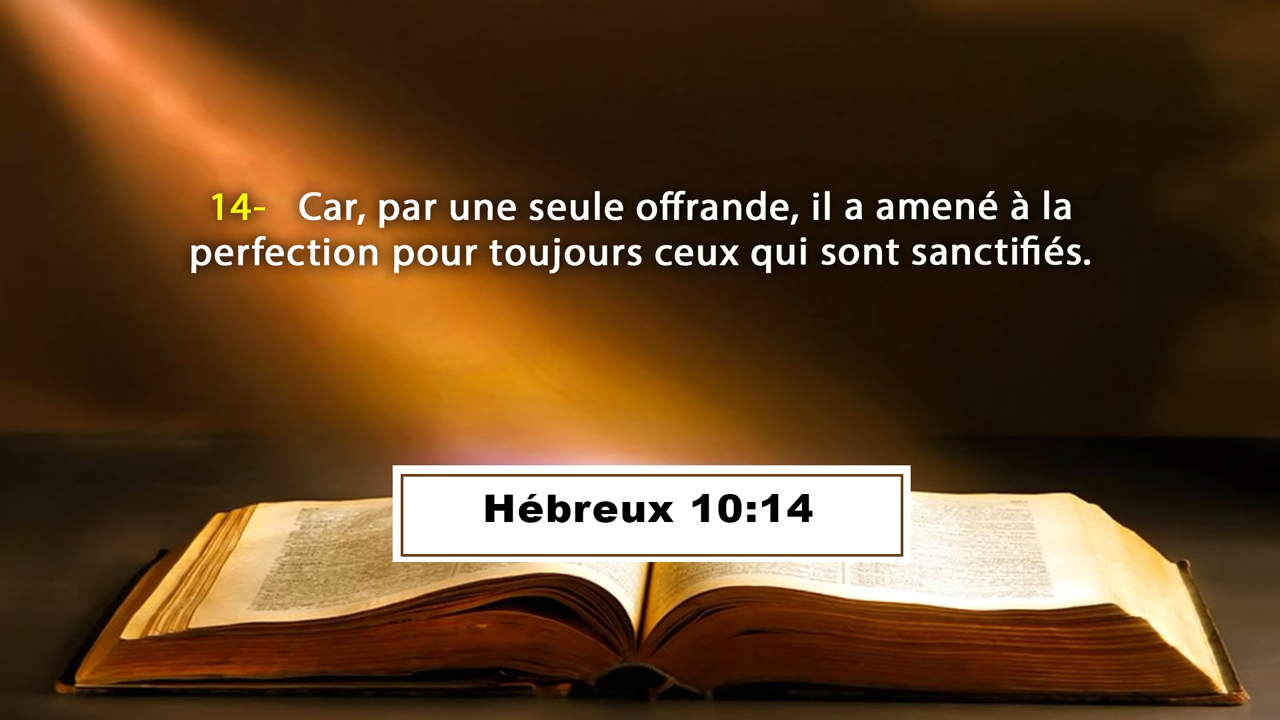 14- Car, par une seule offrande, il a amené à la
perfection pour toujours ceux qui sont sanctifiés.
Hébreux 10:14